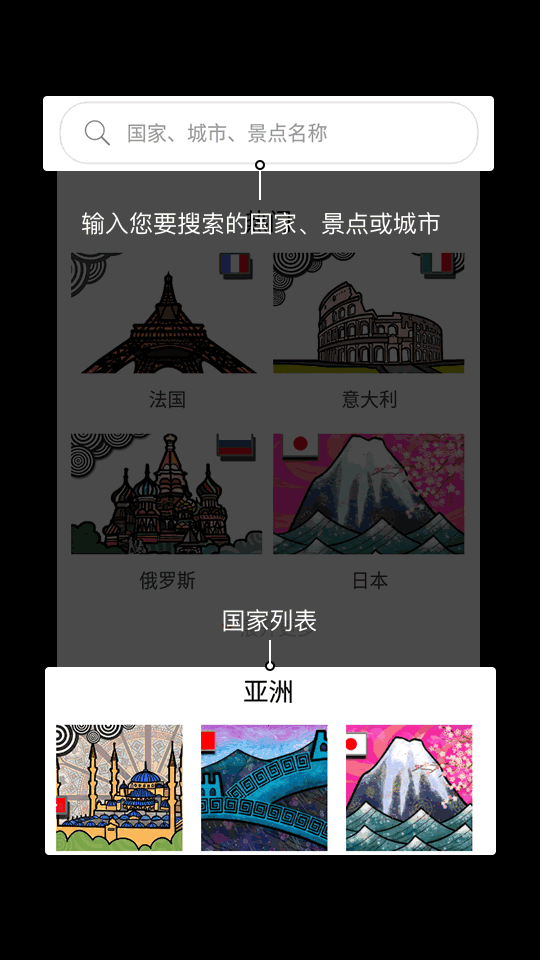 国家、城市、景点名称
输入您要搜索的国家、景点或城市
法国
意大利
俄罗斯
日本
国家列表
亚洲